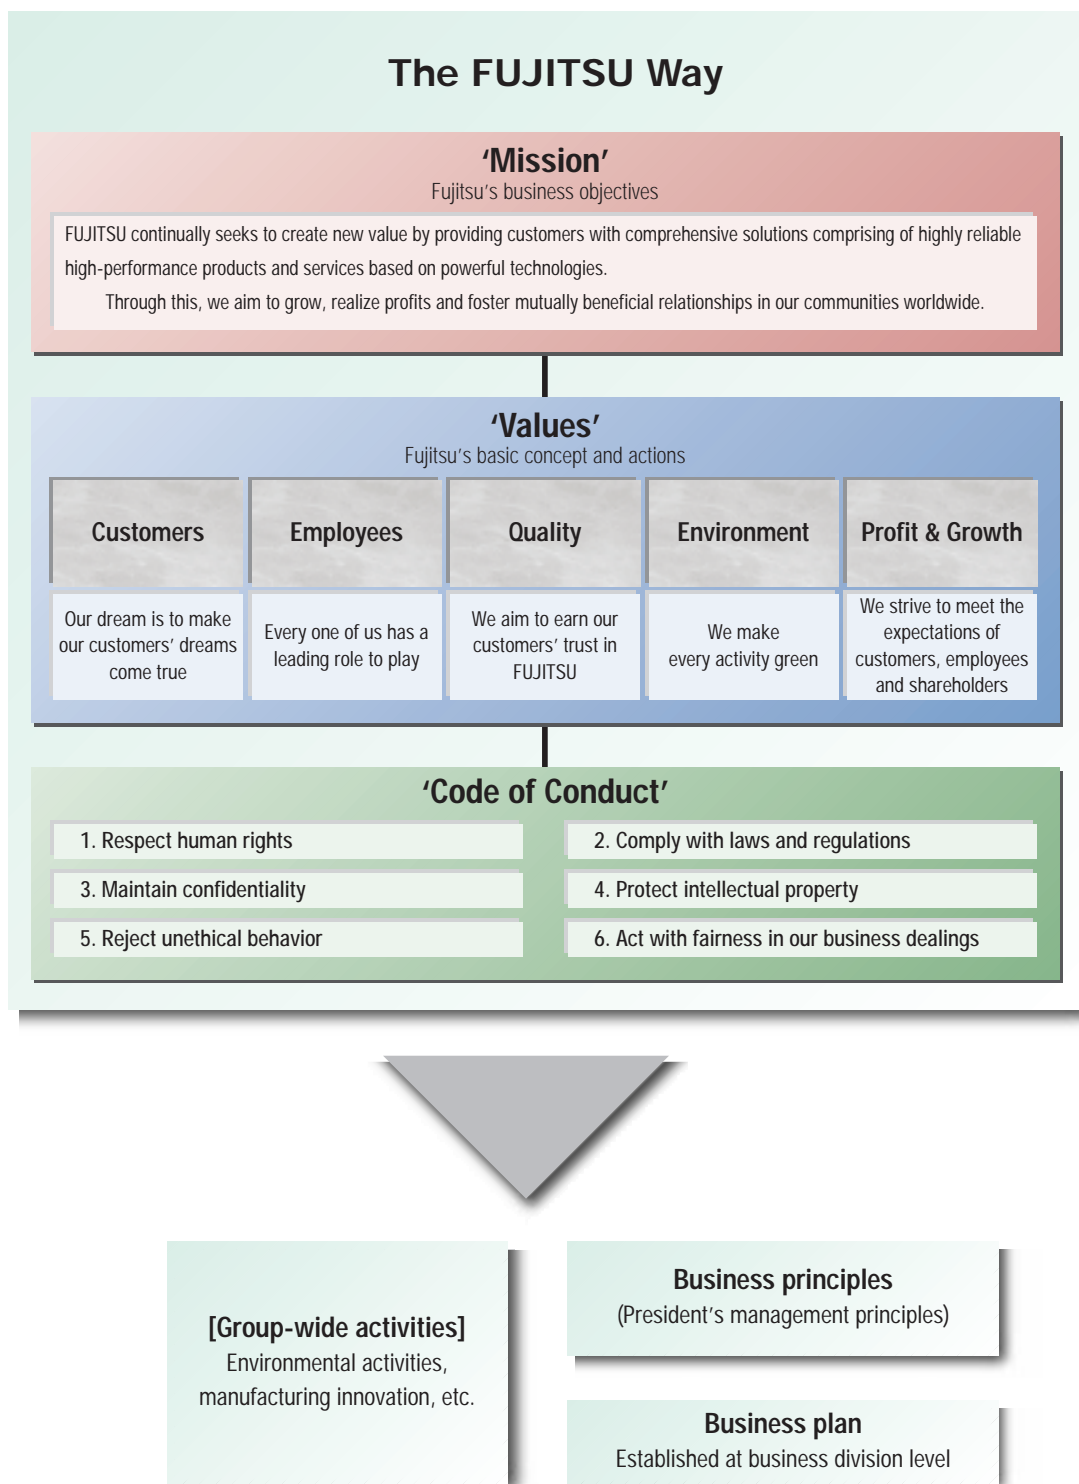 The FUJITSU Way
‘Mission’
Fujitsu’s business objectives
FUJITSU continually seeks to create new value by providing customers with comprehensive solutions comprising of highly reliable
high-performance products and services based on powerful technologies.
Through this, we aim to grow, realize profits and foster mutually beneficial relationships in our communities worldwide.
‘Values’
Fujitsu’s basic concept and actions
Customers
Our dream is to make
our customers’ dreams
come true
Employees
Every one of us has a
leading role to play
Quality
We aim to earn our
customers’ trust in
FUJITSU
Environment
We make
every activity green
Profit & Growth
We strive to meet the
expectations of
customers, employees
and shareholders
‘Code of Conduct’
1. Respect human rights
2. Comply with laws and regulations
3. Maintain confidentiality
4. Protect intellectual property
5. Reject unethical behavior
6. Act with fairness in our business dealings
[Group-wide activities]
Environmental activities,
manufacturing innovation, etc.
Business principles
(President’s management principles)
Business plan
Established at business division level